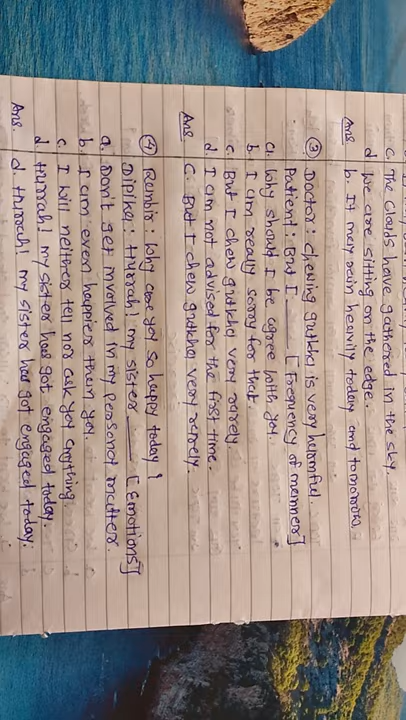 c. The Clouds have gathered in the sky.
d. We are sitting on the edge.
Ans b. It may rain heavily today and tomorrow.
③ Doctor : Chewing gutkha is very harmful.
Patient : But I ____ [Frequency of manners]
a. Why should I be agree with you.
b. I am really sorry for that.
c. But I chew gutkha very rarely.
d. I am not advised for the first time.
Ans C. But I chew gutkha very rarely.
④ Ranbir : Why are you so happy today ?
Diplka : Hurrah! my sister ____ [Emotions]
a. Don't get involved in my personal matter.
b. I am even happier than you.
c. I will neither tell nor ask you anything.
d. Hurrah! my sister has got engaged today.
Ans d. Hurrah! my sister has got engaged today.